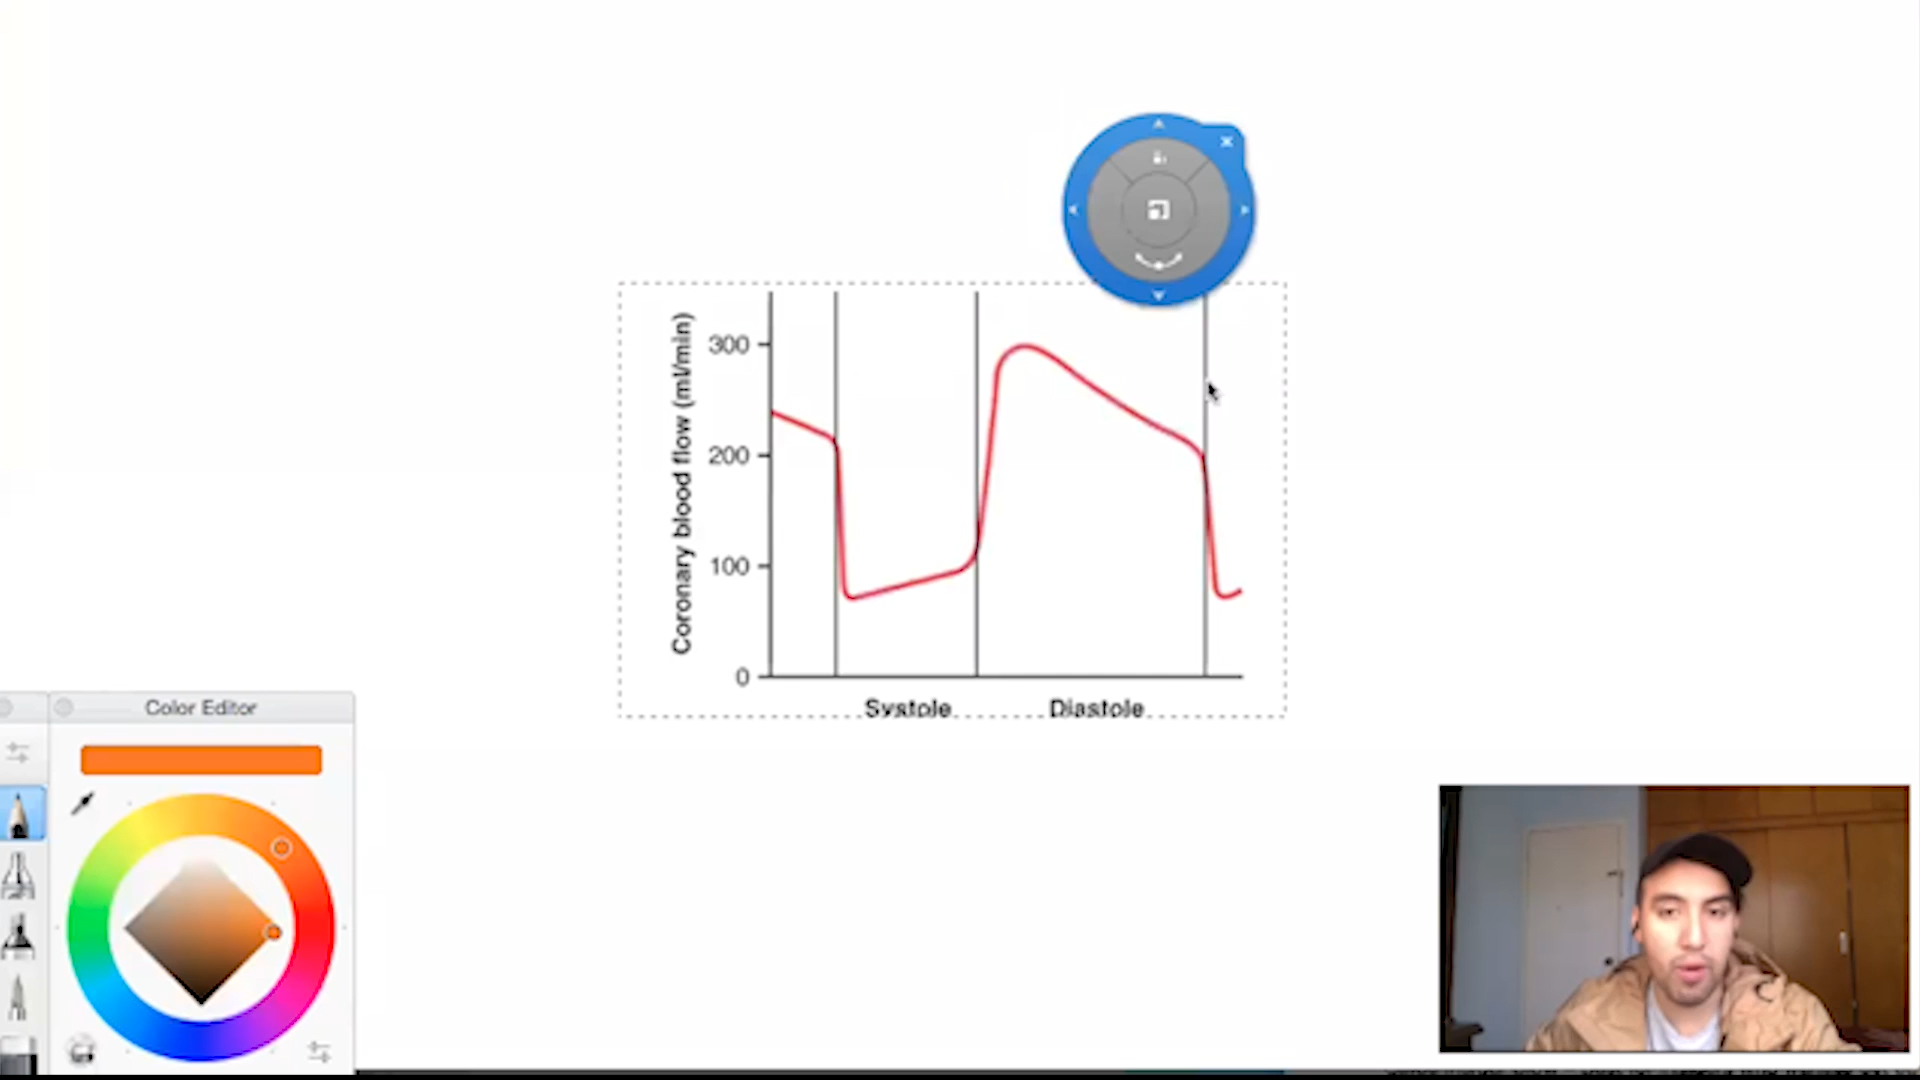 Coronary blood flow (ml/min)
300
200
100
0
Systole
Diastole
Color Editor